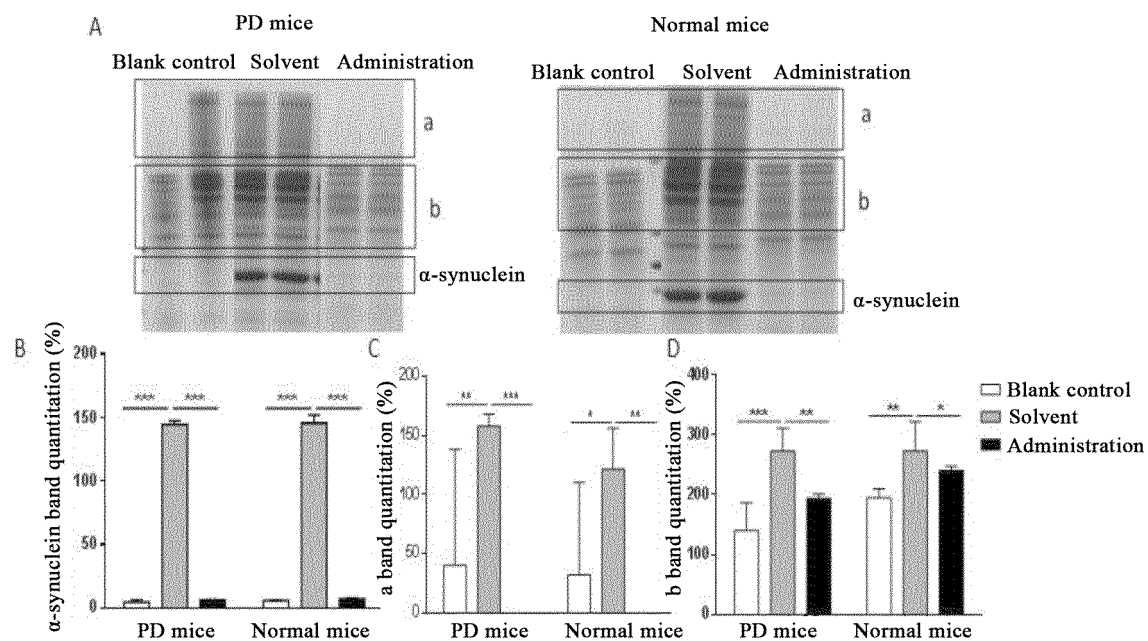 A
PD mice
Normal mice
Blank control Solvent Administration
Blank control Solvent Administration
a
b
α-synuclein
a
b
α-synuclein
B
α-synuclein band quantitation (%)
200
150
100
50
0
*** ***
*** ***
PD mice Normal mice
C
a band quantitation (%)
200
150
100
50
0
** ***
* **
PD mice Normal mice
D
b band quantitation (%)
400
300
200
100
0
*** **
** *
PD mice Normal mice
Blank control
Solvent
Administration